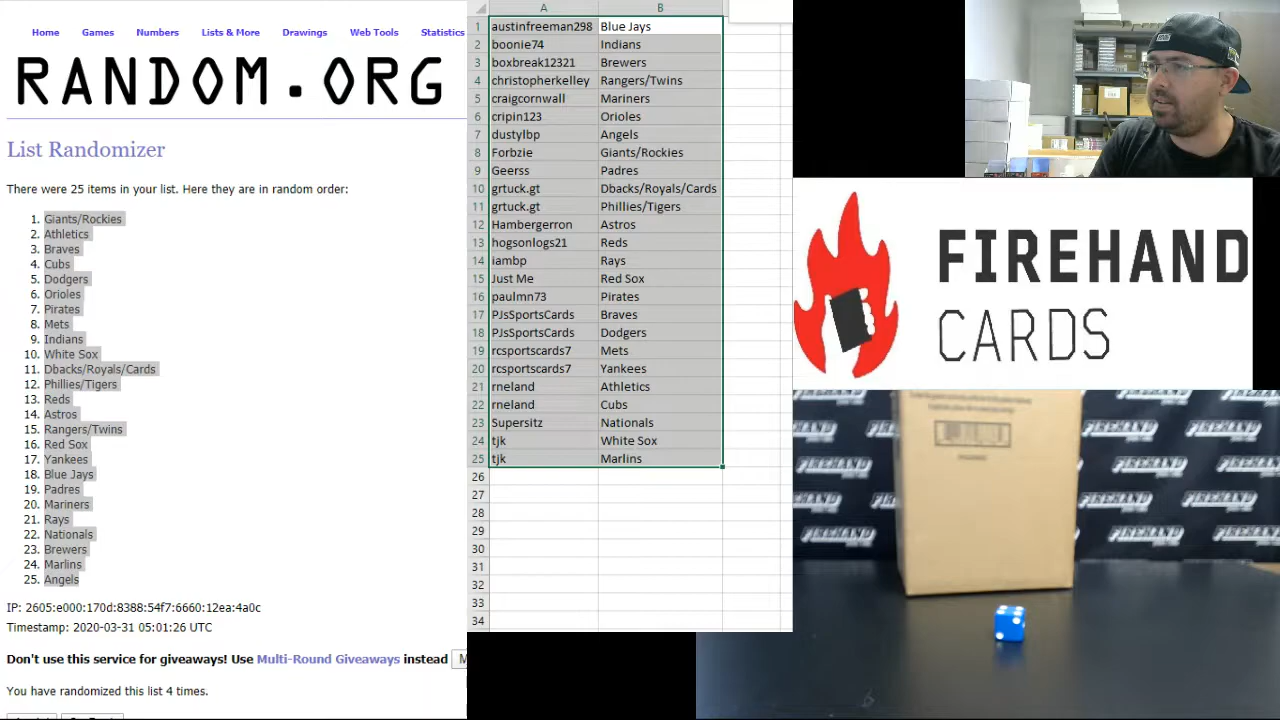 Home Games Numbers Lists & More Drawings Web Tools Statistics
RANDOM.ORG
List Randomizer
There were 25 items in your list. Here they are in random order:
1. Giants/Rockies
2. Athletics
3. Braves
4. Cubs
5. Dodgers
6. Orioles
7. Pirates
8. Mets
9. Indians
10. White Sox
11. Dbacks/Royals/Cards
12. Phillies/Tigers
13. Reds
14. Astros
15. Rangers/Twins
16. Red Sox
17. Yankees
18. Blue Jays
19. Padres
20. Mariners
21. Rays
22. Nationals
23. Brewers
24. Marlins
25. Angels
IP: 2605:e000:170d:8388:54f7:6660:12ea:4a0c
Timestamp: 2020-03-31 05:01:26 UTC
Don't use this service for giveaways! Use Multi-Round Giveaways instead
You have randomized this list 4 times.
A B
1 austinfreeman298 Blue Jays
2 boonie74 Indians
3 boxbreak12321 Brewers
4 christopherkelley Rangers/Twins
5 craigcornwall Mariners
6 cripin123 Orioles
7 dustylbp Angels
8 Forbzie Giants/Rockies
9 Geerss Padres
10 grtuck.gt Dbacks/Royals/Cards
11 grtuck.gt Phillies/Tigers
12 Hambergerron Astros
13 hogsonlogs21 Reds
14 iambp Rays
15 Just Me Red Sox
16 paulmn73 Pirates
17 PJsSportsCards Braves
18 PJsSportsCards Dodgers
19 rcsportscards7 Mets
20 rcsportscards7 Yankees
21 rneland Athletics
22 rneland Cubs
23 Supersitz Nationals
24 tjk White Sox
25 tjk Marlins
26
27
28
29
30
31
32
33
34
FIREHAND
CARDS
FIREHAND
FIREHAND
FIREHAND
FIREHAND